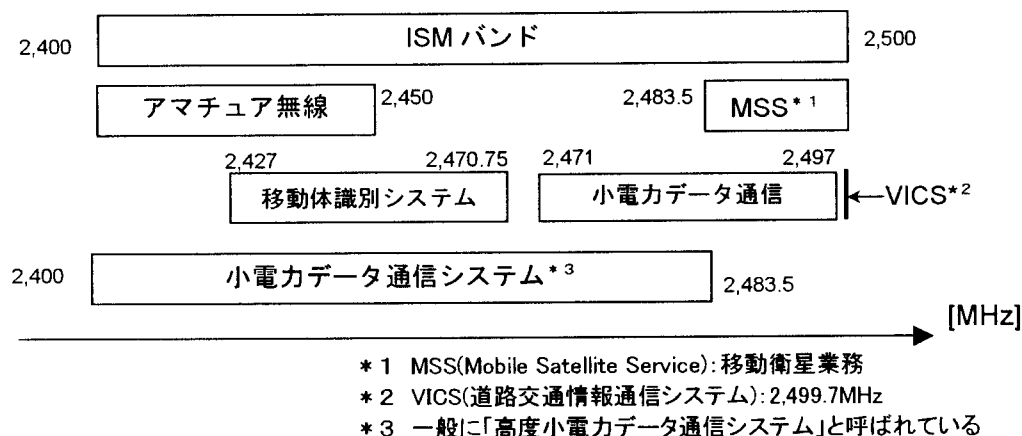 ISM バンド
2,400
2,500
アマチュア無線
2,450
2,483.5
MSS*1
2,427
2,470.75
2,471
2,497
移動体識別システム
小電力データ通信
VICS*2
2,400
小電力データ通信システム*3
2,483.5
[MHz]
*1 MSS(Mobile Satellite Service):移動衛星業務
*2 VICS(道路交通情報通信システム):2,499.7MHz
*3 一般に「高度小電力データ通信システム」と呼ばれている